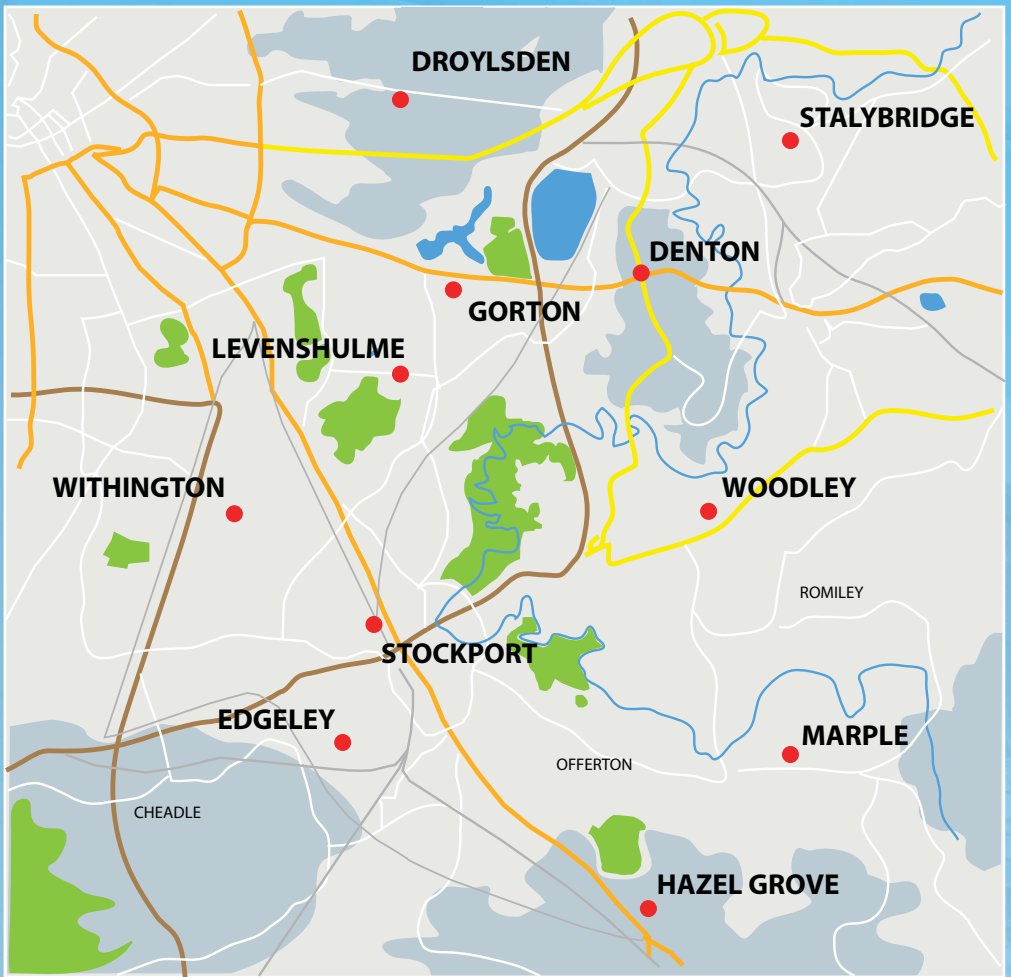 DROYLSDEN
STALYBRIDGE
DENTON
GORTON
LEVENSHULME
WITHINGTON
WOODLEY
ROMILEY
STOCKPORT
EDGELEY
MARPLE
OFFERTON
CHEADLE
HAZEL GROVE